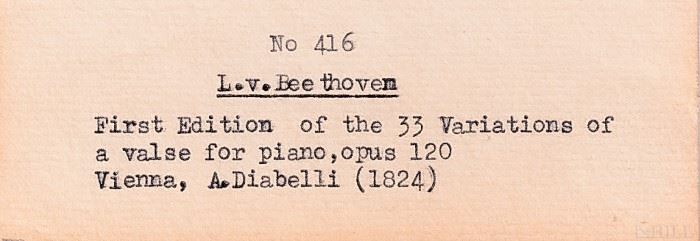 No 416
L.v.Beethoven
First Edition of the 33 Variations of
a valse for piano,opus 120
Vienna, A.Diabelli (1824)